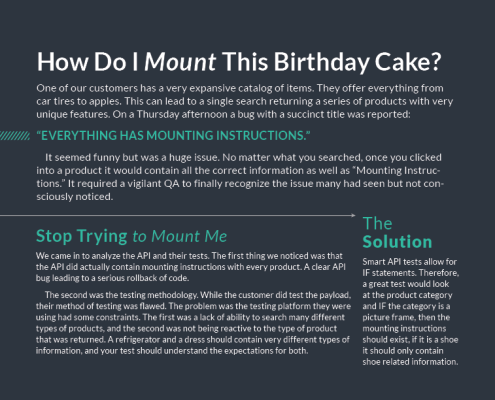 How Do I Mount This Birthday Cake?
One of our customers has a very expansive catalog of items. They offer everything from
car tires to apples. This can lead to a single search returning a series of products with very
unique features. On a Thursday afternoon a bug with a succinct title was reported:
“EVERYTHING HAS MOUNTING INSTRUCTIONS.”
It seemed funny but was a huge issue. No matter what you searched, once you clicked
into a product it would contain all the correct information as well as “Mounting Instruc-
tions.” It required a vigilant QA to finally recognize the issue many had seen but not con-
sciously noticed.
Stop Trying to Mount Me
We came in to analyze the API and their tests. The first thing we noticed was that
the API did actually contain mounting instructions with every product. A clear API
bug leading to a serious rollback of code.
The second was the testing methodology. While the customer did test the payload,
their method of testing was flawed. The problem was the testing platform they were
using had some constraints. The first was a lack of ability to search many different
types of products, and the second was not being reactive to the type of product
that was returned. A refrigerator and a dress should contain very different types of
information, and your test should understand the expectations for both.
The
Solution
Smart API tests allow for
IF statements. Therefore,
a great test would look
at the product category
and IF the category is a
picture frame, then the
mounting instructions
should exist, if it is a shoe
it should only contain
shoe related information.